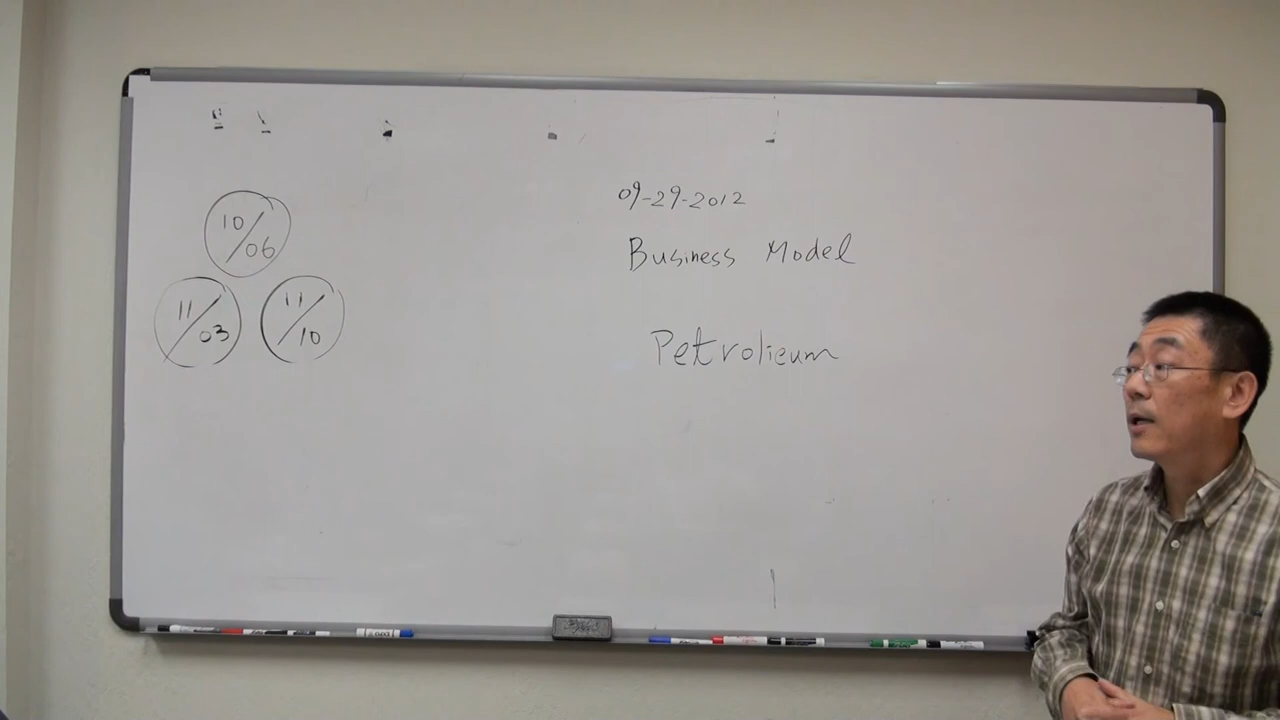 10/06
11/03
11/10
09-29-2012
Business Model
Petrolieum